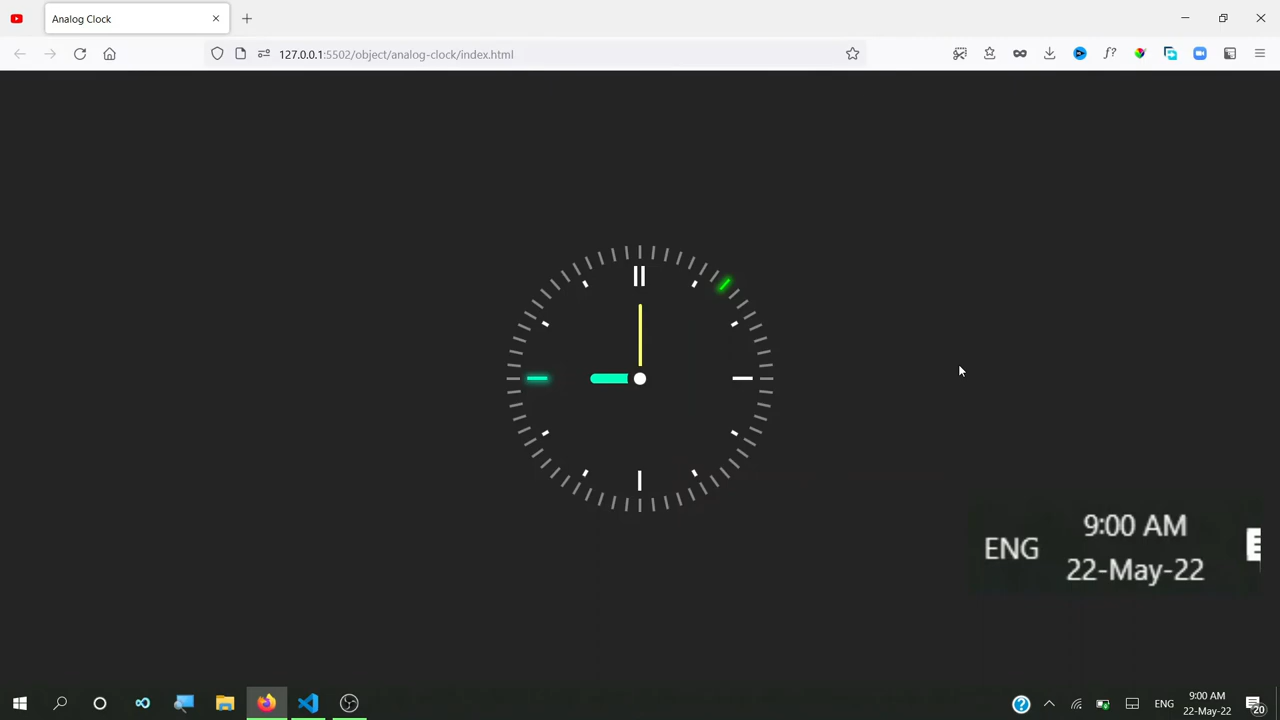 Analog Clock
127.0.0.1:5502/object/analog-clock/index.html
f?
9:00 AM
ENG
22-May-22
ENG
9:00 AM
22-May-22
20